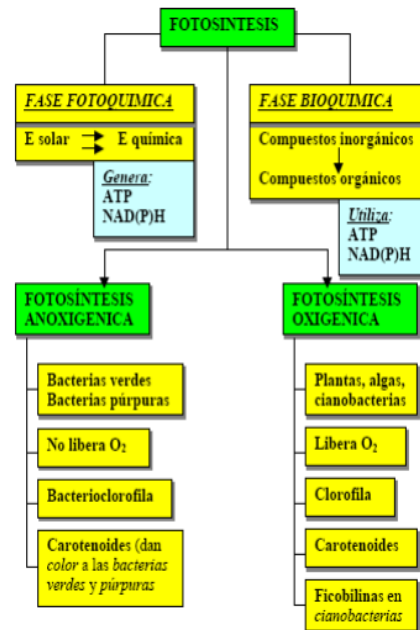 FOTOSINTESIS
FASE FOTOQUIMICA
E solar E química
Genera:
ATP
NAD(P)H
FASE BIOQUIMICA
Compuestos inorgánicos
Compuestos orgánicos
Utiliza:
ATP
NAD(P)H
FOTOSÍNTESIS
ANOXIGENICA
Bacterias verdes
Bacterias púrpuras
No libera O₂
Bacterioclorofila
Carotenoides (dan
color a las bacterias
verdes y púrpuras
FOTOSÍNTESIS
OXIGENICA
Plantas, algas,
cianobacterias
Libera O₂
Clorofila
Carotenoides
Ficobilinas en
cianobacterias